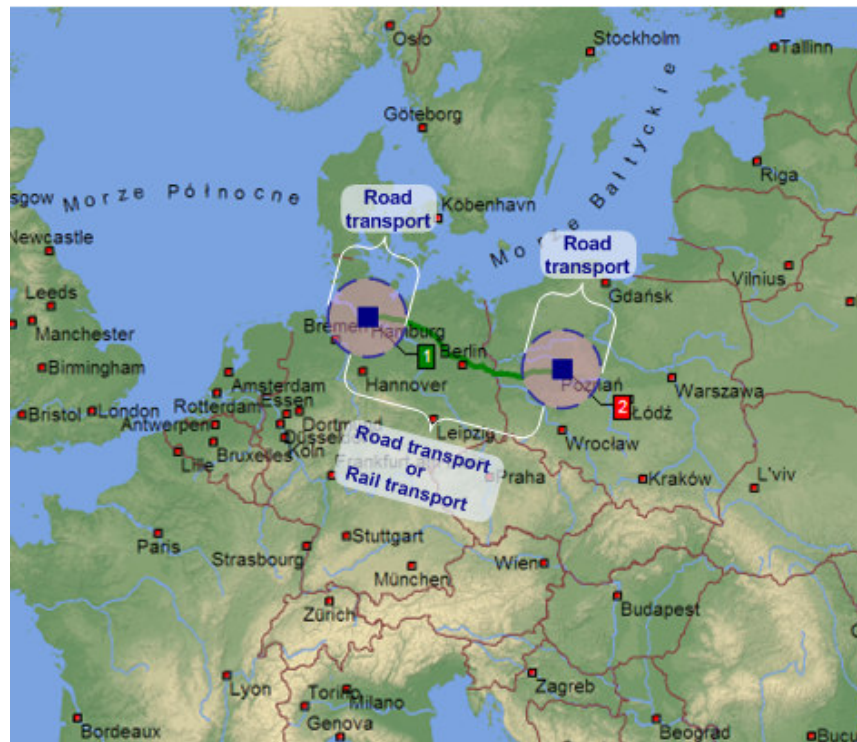 Oslo
Stockholm
Tallinn
Göteborg
Riga
sgow
Morze Północne
Morze Bałtyckie
Road
transport
Köbenhavn
Newcastle
Road
transport
Vilnius
Leeds
Gdańsk
Manchester
Bremen
Hamburg
1
Berlin
Birmingham
Hannover
Poznań
Warszawa
Amsterdam
Rotterdam
Essen
2
Łódź
Bristol
London
Antwerpen
Dortmund
Leipzig
Düsseldorf
Wrocław
Bruxelles
Köln
Lille
Road transport
or
Rail transport
Frankfurt am
Praha
Kraków
L'viv
Paris
Stuttgart
Strasbourg
Wien
München
Zürich
Budapest
Lyon
Torino
Milano
Zagreb
Genova
Bordeaux
Beograd
Bucu